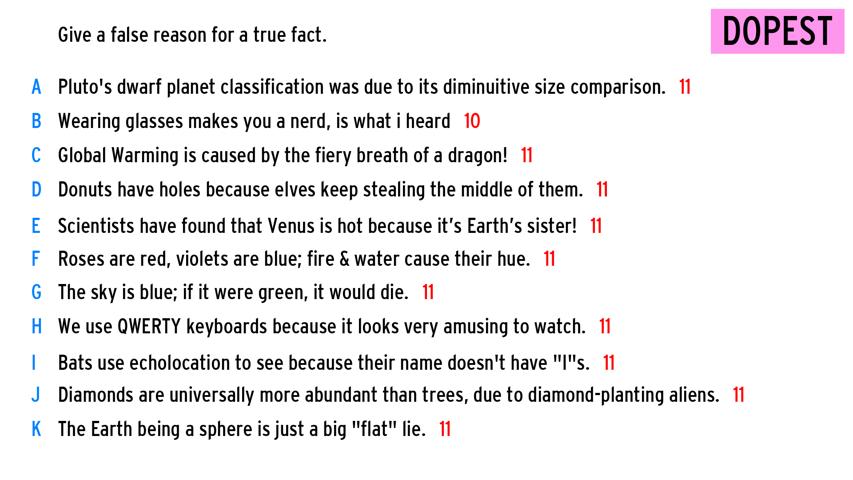 Give a false reason for a true fact.
DOPEST
A Pluto's dwarf planet classification was due to its diminuitive size comparison. 11
B Wearing glasses makes you a nerd, is what i heard 10
C Global Warming is caused by the fiery breath of a dragon! 11
D Donuts have holes because elves keep stealing the middle of them. 11
E Scientists have found that Venus is hot because it’s Earth’s sister! 11
F Roses are red, violets are blue; fire & water cause their hue. 11
G The sky is blue; if it were green, it would die. 11
H We use QWERTY keyboards because it looks very amusing to watch. 11
I Bats use echolocation to see because their name doesn't have "I"s. 11
J Diamonds are universally more abundant than trees, due to diamond-planting aliens. 11
K The Earth being a sphere is just a big "flat" lie. 11